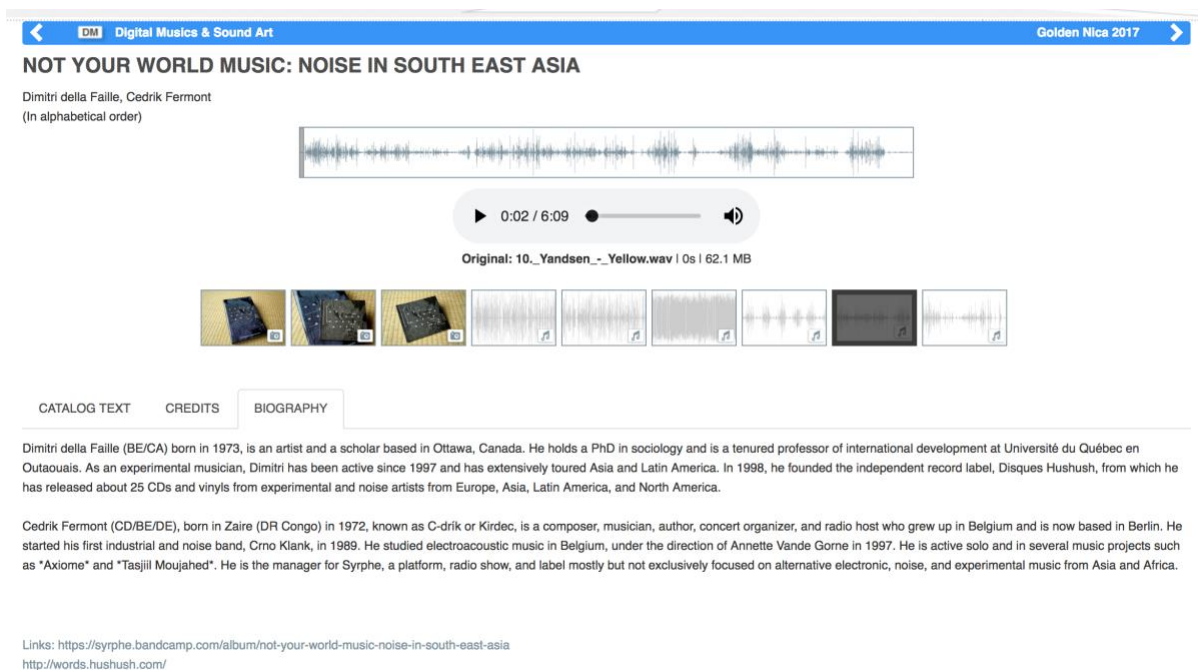 DM Digital Musics & Sound Art Golden Nica 2017
NOT YOUR WORLD MUSIC: NOISE IN SOUTH EAST ASIA
Dimitri della Faille, Cedrik Fermont
(In alphabetical order)
0:02 / 6:09
Original: 10._Yandsen_-_Yellow.wav | 0s | 62.1 MB
CATALOG TEXT CREDITS BIOGRAPHY
Dimitri della Faille (BE/CA) born in 1973, is an artist and a scholar based in Ottawa, Canada. He holds a PhD in sociology and is a tenured professor of international development at Université du Québec en
Outaouais. As an experimental musician, Dimitri has been active since 1997 and has extensively toured Asia and Latin America. In 1998, he founded the independent record label, Disques Hushush, from which he
has released about 25 CDs and vinyls from experimental and noise artists from Europe, Asia, Latin America, and North America.
Cedrik Fermont (CD/BE/DE), born in Zaire (DR Congo) in 1972, known as C-drík or Kirdec, is a composer, musician, author, concert organizer, and radio host who grew up in Belgium and is now based in Berlin. He
started his first industrial and noise band, Crno Klank, in 1989. He studied electroacoustic music in Belgium, under the direction of Annette Vande Gorne in 1997. He is active solo and in several music projects such
as *Axiome* and *Tasjiil Moujahed*. He is the manager for Syrphe, a platform, radio show, and label mostly but not exclusively focused on alternative electronic, noise, and experimental music from Asia and Africa.
Links: https://syrphe.bandcamp.com/album/not-your-world-music-noise-in-south-east-asia
http://words.hushush.com/